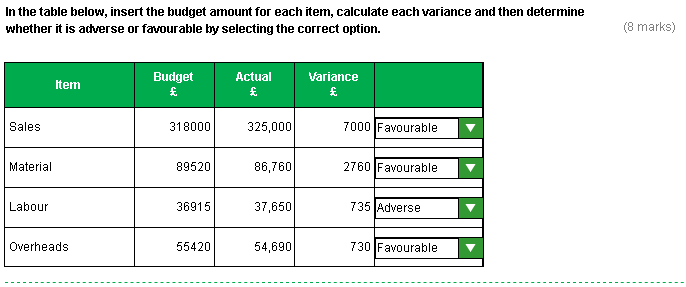 In the table below, insert the budget amount for each item, calculate each variance and then determine
whether it is adverse or favourable by selecting the correct option.
(8 marks)
Item Budget £ Actual £ Variance £
Sales 318000 325,000 7000 Favourable
Material 89520 86,760 2760 Favourable
Labour 36915 37,650 735 Adverse
Overheads 55420 54,690 730 Favourable